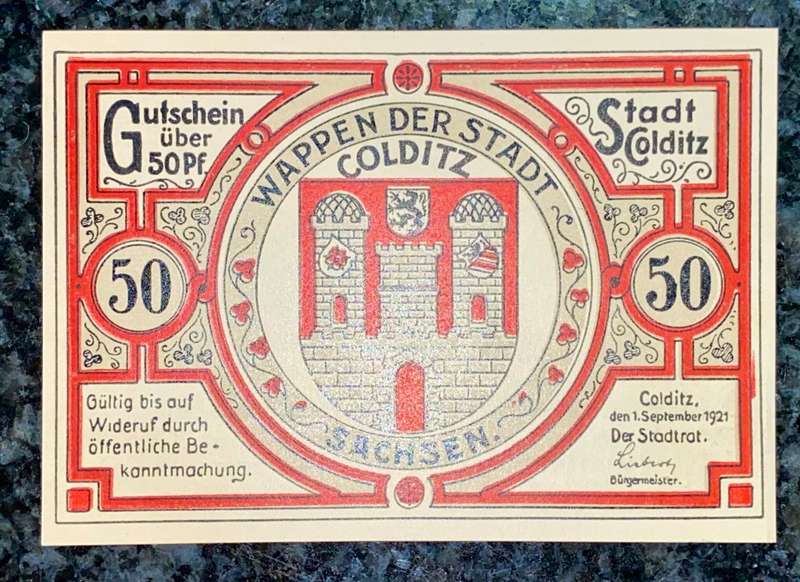 Gutschein
über
50 Pf.
WAPPEN DER STADT
COLDITZ
Stadt
Colditz
50
50
Gültig bis auf
Wideruf durch
öffentliche Be-
kanntmachung.
SACHSEN.
Colditz,
den 1. September 1921
Der Stadtrat.
Bürgermeister.